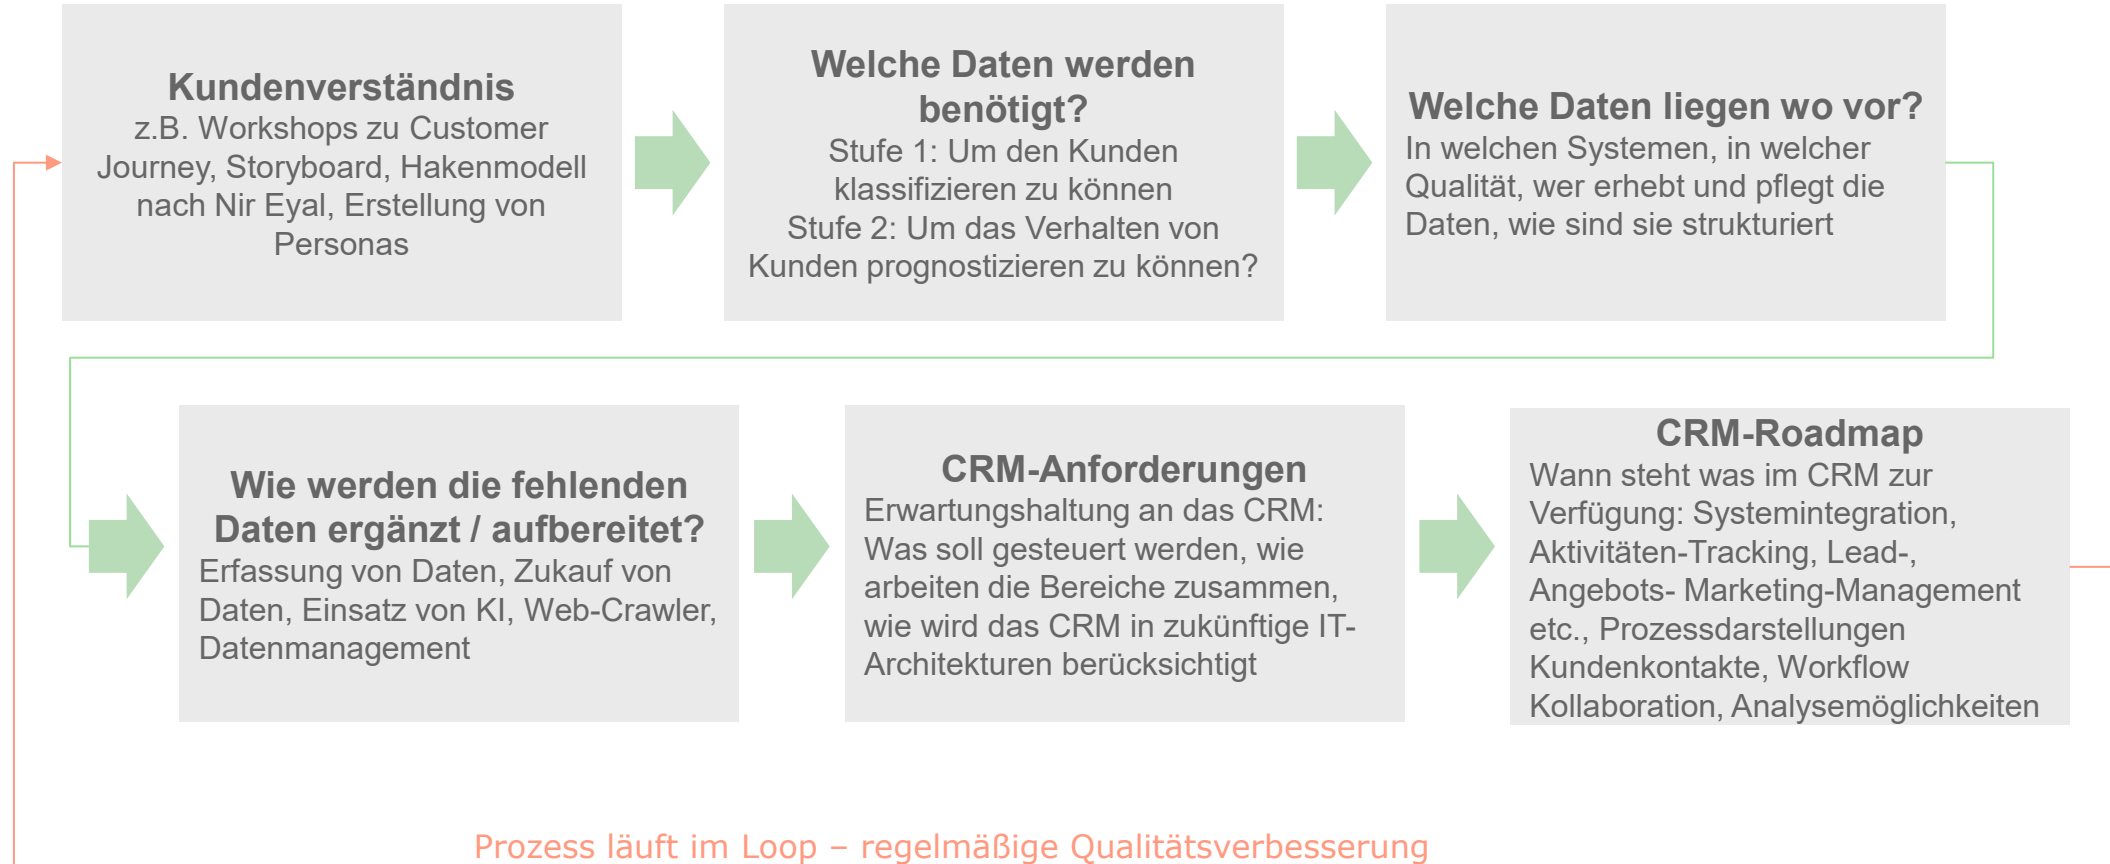 Kundenverständnis
z.B. Workshops zu Customer
Journey, Storyboard, Hakenmodell
nach Nir Eyal, Erstellung von
Personas
Welche Daten werden
benötigt?
Stufe 1: Um den Kunden
klassifizieren zu können
Stufe 2: Um das Verhalten von
Kunden prognostizieren zu können?
Welche Daten liegen wo vor?
In welchen Systemen, in welcher
Qualität, wer erhebt und pflegt die
Daten, wie sind sie strukturiert
Wie werden die fehlenden
Daten ergänzt / aufbereitet?
Erfassung von Daten, Zukauf von
Daten, Einsatz von KI, Web-Crawler,
Datenmanagement
CRM-Anforderungen
Erwartungshaltung an das CRM:
Was soll gesteuert werden, wie
arbeiten die Bereiche zusammen,
wie wird das CRM in zukünftige IT-
Architekturen berücksichtigt
CRM-Roadmap
Wann steht was im CRM zur
Verfügung: Systemintegration,
Aktivitäten-Tracking, Lead-,
Angebots- Marketing-Management
etc., Prozessdarstellungen
Kundenkontakte, Workflow
Kollaboration, Analysemöglichkeiten
Prozess läuft im Loop – regelmäßige Qualitätsverbesserung